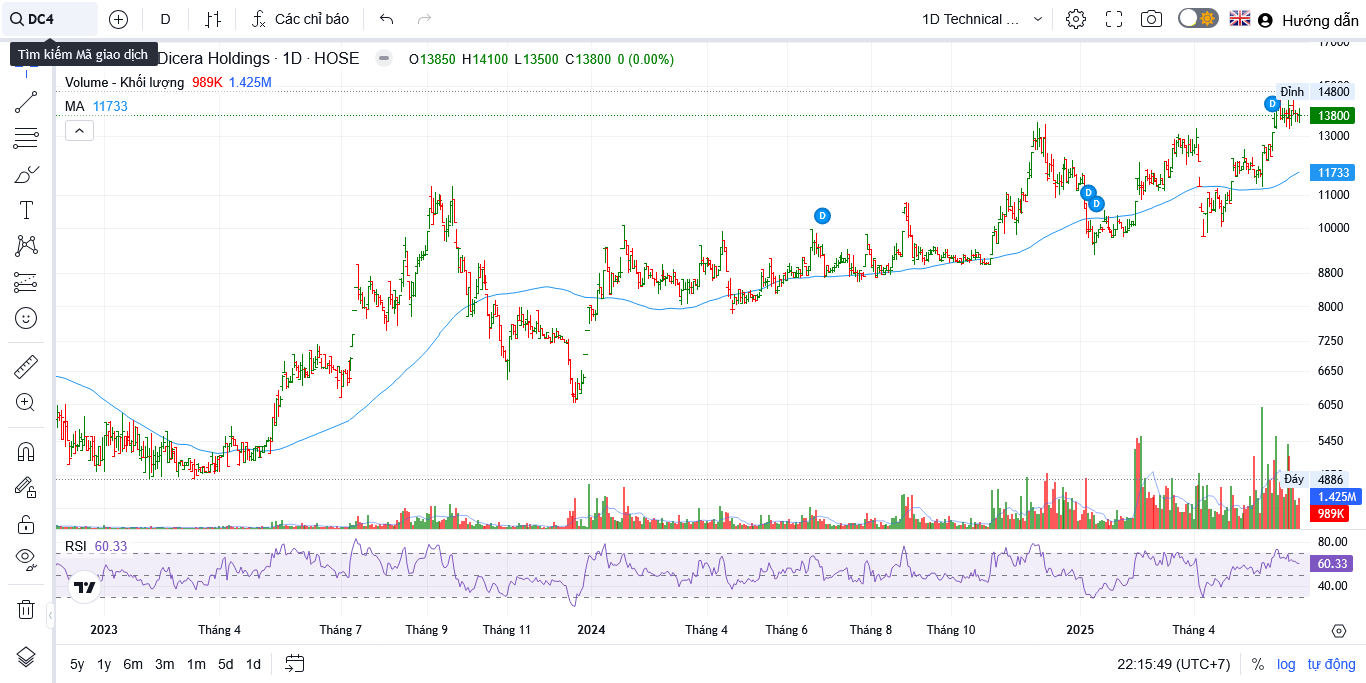 DC4
D
Các chỉ báo
1D Technical ...
Hướng dẫn
Tìm kiếm Mã giao dịch
Dicera Holdings · 1D · HOSE
O13850 H14100 L13500 C13800 0 (0.00%)
Volume - Khối lượng 989K 1.425M
MA 11733
17000
Đỉnh 14800
13800
13000
11733
11000
10000
8800
8000
7250
6650
6050
5450
Đáy 4886
1.425M
989K
D
D
D
D
RSI 60.33
80.00
60.33
40.00
2023
Tháng 4
Tháng 7
Tháng 9
Tháng 11
2024
Tháng 4
Tháng 6
Tháng 8
Tháng 10
2025
Tháng 4
5y 1y 6m 3m 1m 5d 1d
22:15:49 (UTC+7)
% log tự động